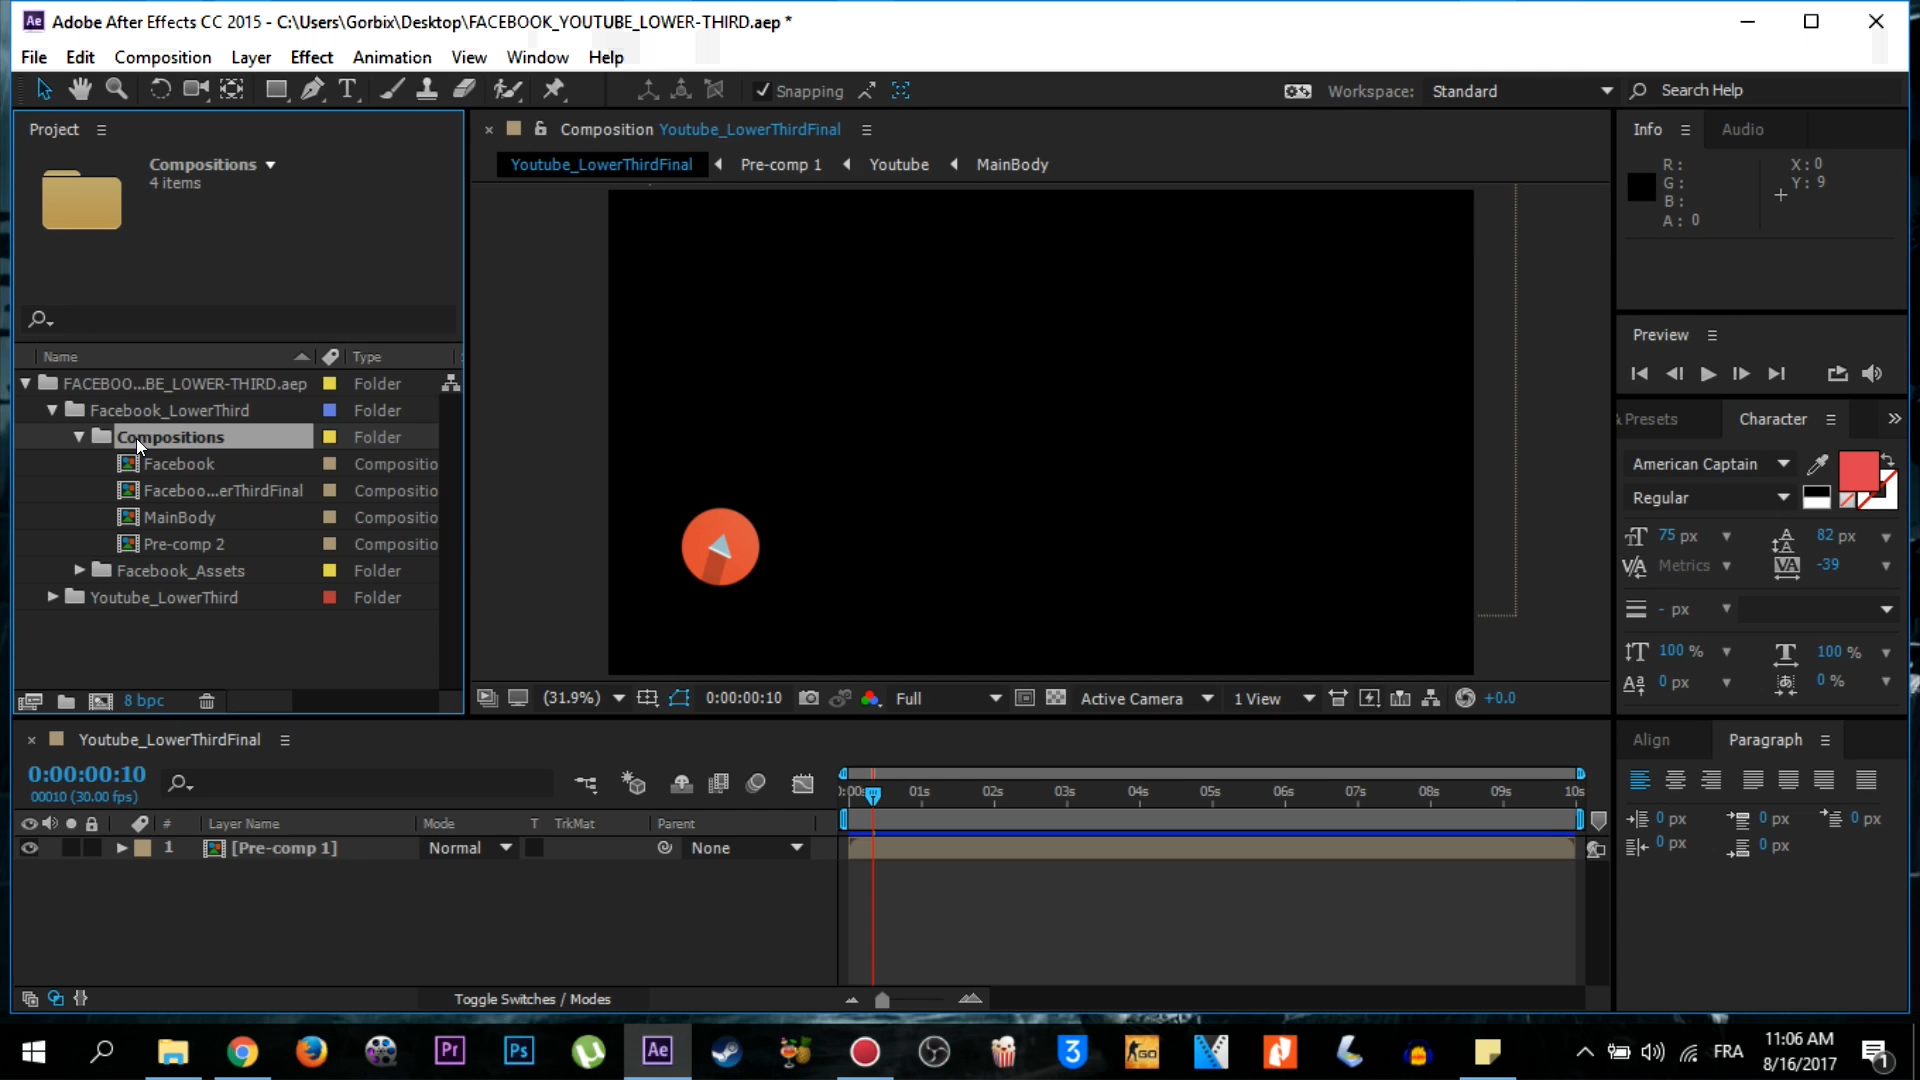 Ae Adobe After Effects CC 2015 - C:\Users\Gorbix\Desktop\FACEBOOK_YOUTUBE_LOWER-THIRD.aep *
File Edit Composition Layer Effect Animation View Window Help
Snapping Workspace: Standard Search Help
Project
Compositions
4 items
Name Type
FACEBOO...BE_LOWER-THIRD.aep Folder
Facebook_LowerThird Folder
Compositions Folder
Facebook Compositio
Faceboo...erThirdFinal Compositio
MainBody Compositio
Pre-comp 2 Compositio
Facebook_Assets Folder
Youtube_LowerThird Folder
8 bpc
Composition Youtube_LowerThirdFinal
Youtube_LowerThirdFinal Pre-comp 1 Youtube MainBody
(31.9%) 0:00:00:10 Full Active Camera 1 View +0.0
Info Audio
R: X: 0
G: Y: 9
B:
A: 0
Preview
& Presets Character
American Captain
Regular
75 px 82 px
Metrics -39
- px
100 % 100 %
0 px 0 %
Align Paragraph
0 px 0 px 0 px
0 px 0 px
Youtube_LowerThirdFinal
0:00:00:10
00010 (30.00 fps)
01s 02s 03s 04s 05s 06s 07s 08s 09s 10s
# Layer Name Mode T TrkMat Parent
1 [Pre-comp 1] Normal None
Toggle Switches / Modes
Pr Ps Ae 3 GO
FRA
11:06 AM
8/16/2017
1